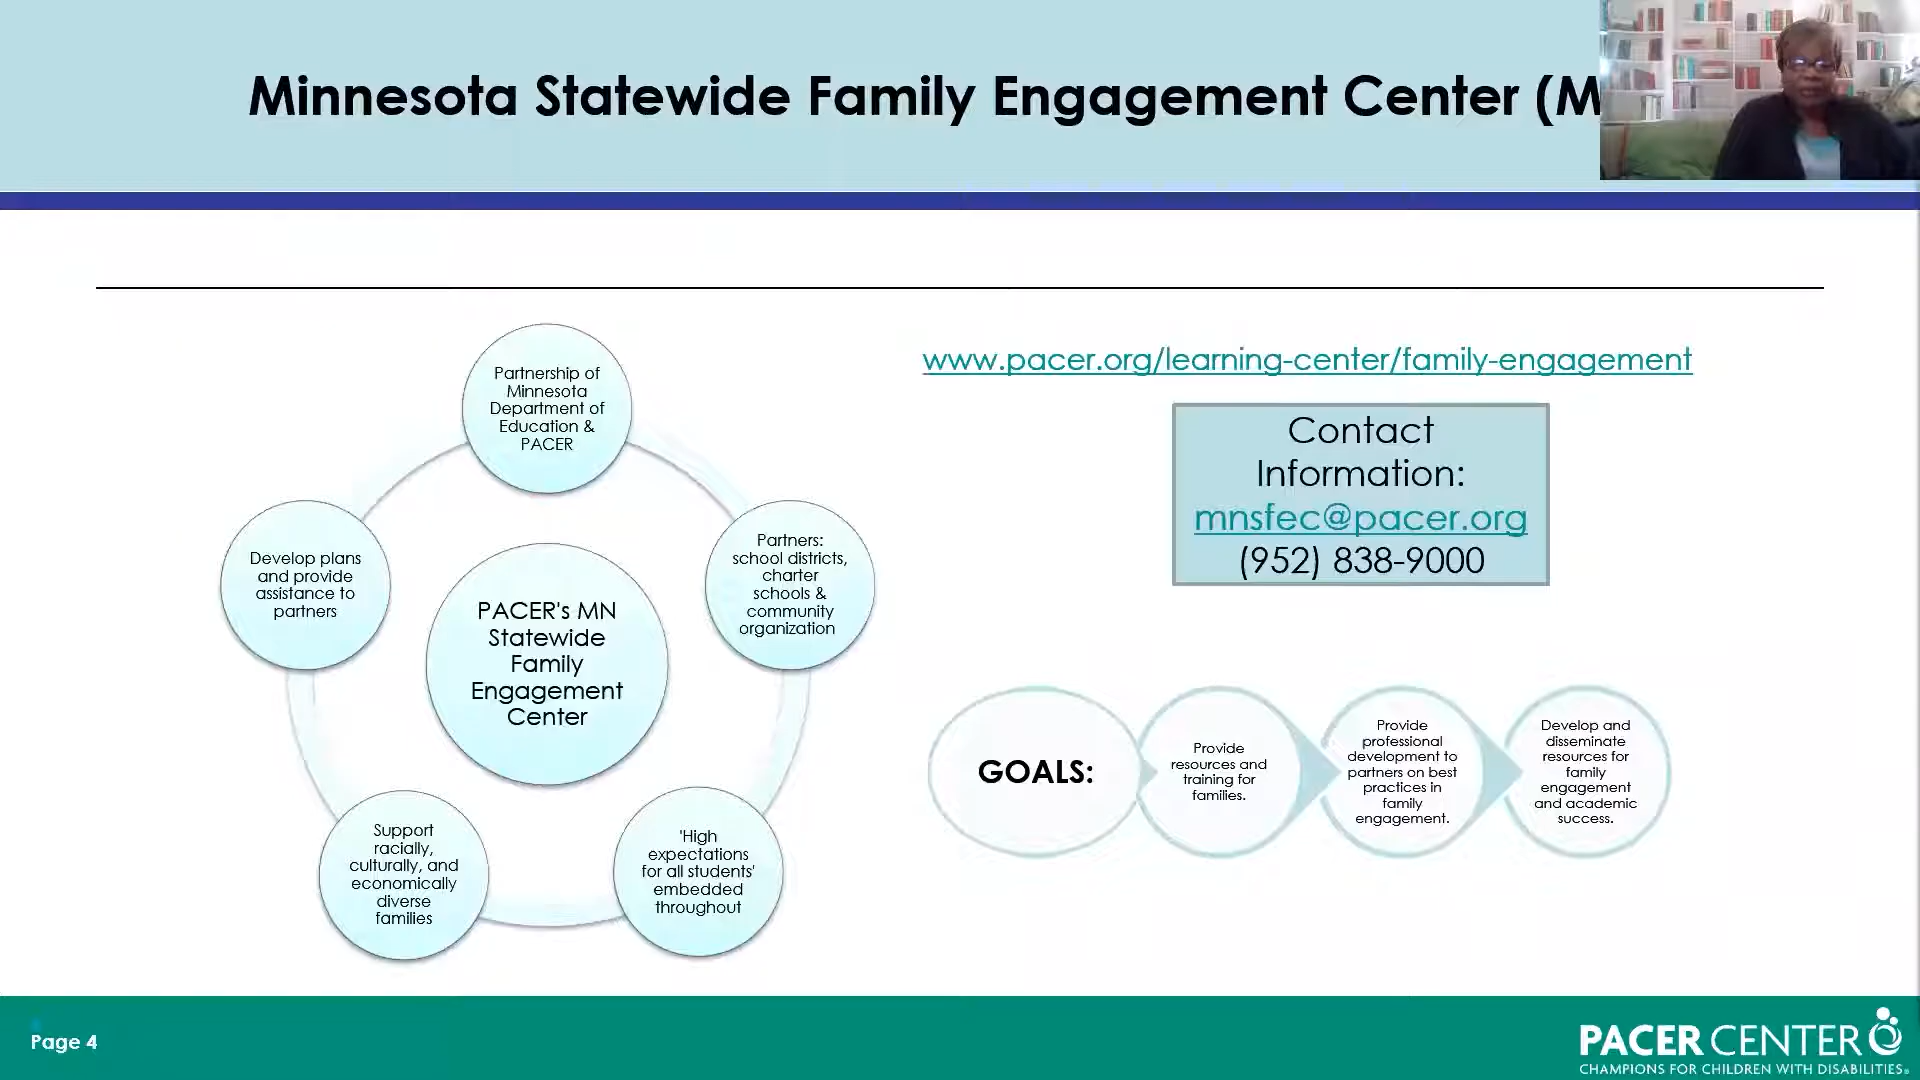 Minnesota Statewide Family Engagement Center (M
www.pacer.org/learning-center/family-engagement
Partnership of
Minnesota
Department of
Education &
PACER
Partners:
school districts,
charter
schools &
community
organization
'High
expectations
for all students'
embedded
throughout
Support
racially,
culturally, and
economically
diverse
families
Develop plans
and provide
assistance to
partners
PACER's MN
Statewide
Family
Engagement
Center
Contact
Information:
mnsfec@pacer.org
(952) 838-9000
GOALS:
Provide
resources and
training for
families.
Provide
professional
development to
partners on best
practices in
family
engagement.
Develop and
disseminate
resources for
family
engagement
and academic
success.
Page 4
PACER CENTER
CHAMPIONS FOR CHILDREN WITH DISABILITIES®